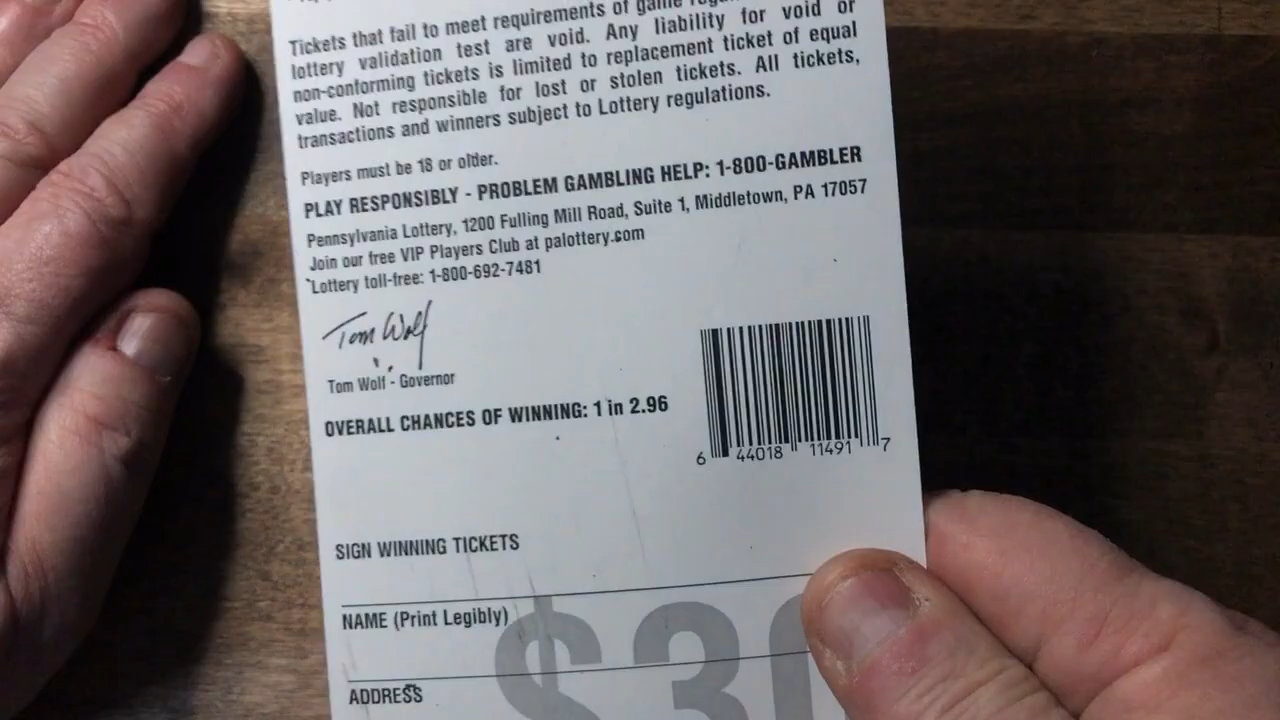 Tickets that fail to meet requirements of game
lottery validation test are void. Any liability for void or
non-conforming tickets is limited to replacement ticket of equal
value. Not responsible for lost or stolen tickets. All tickets,
transactions and winners subject to Lottery regulations.
Players must be 18 or older.
PLAY RESPONSIBLY - PROBLEM GAMBLING HELP: 1-800-GAMBLER
Pennsylvania Lottery, 1200 Fulling Mill Road, Suite 1, Middletown, PA 17057
Join our free VIP Players Club at palottery.com
Lottery toll-free: 1-800-692-7481
Tom Wolf
Tom Wolf - Governor
OVERALL CHANCES OF WINNING: 1 in 2.96
6 44018 11491 7
SIGN WINNING TICKETS
NAME (Print Legibly)
$30
ADDRESS